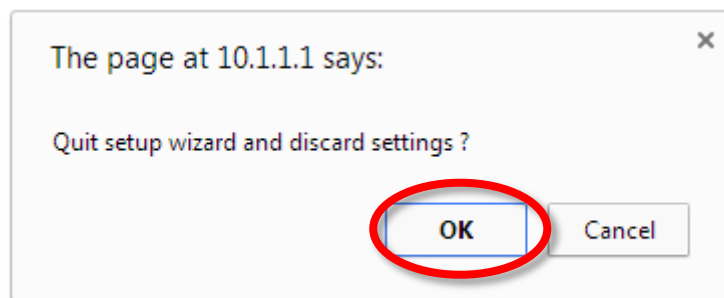 The page at 10.1.1.1 says:
Quit setup wizard and discard settings ?
OK Cancel